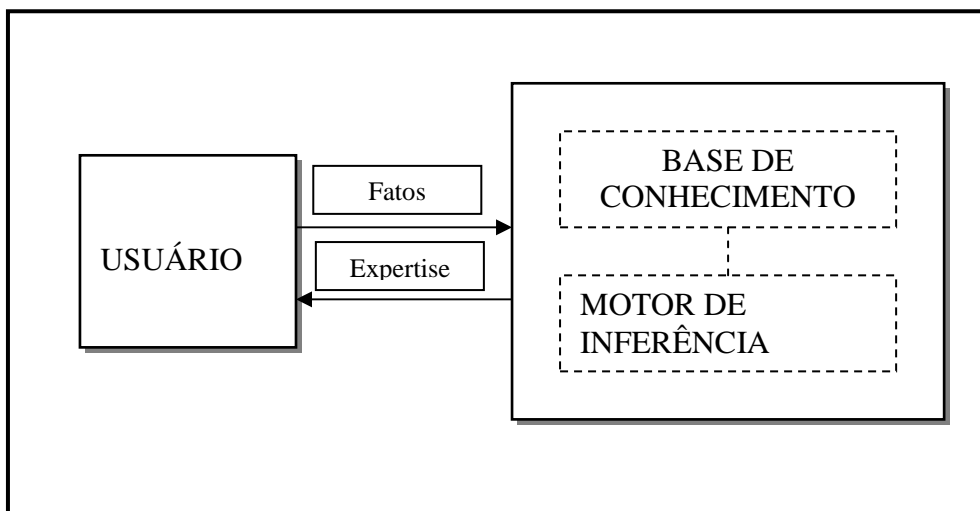 USUÁRIO
Fatos
Expertise
BASE DE
CONHECIMENTO
MOTOR DE
INFERÊNCIA